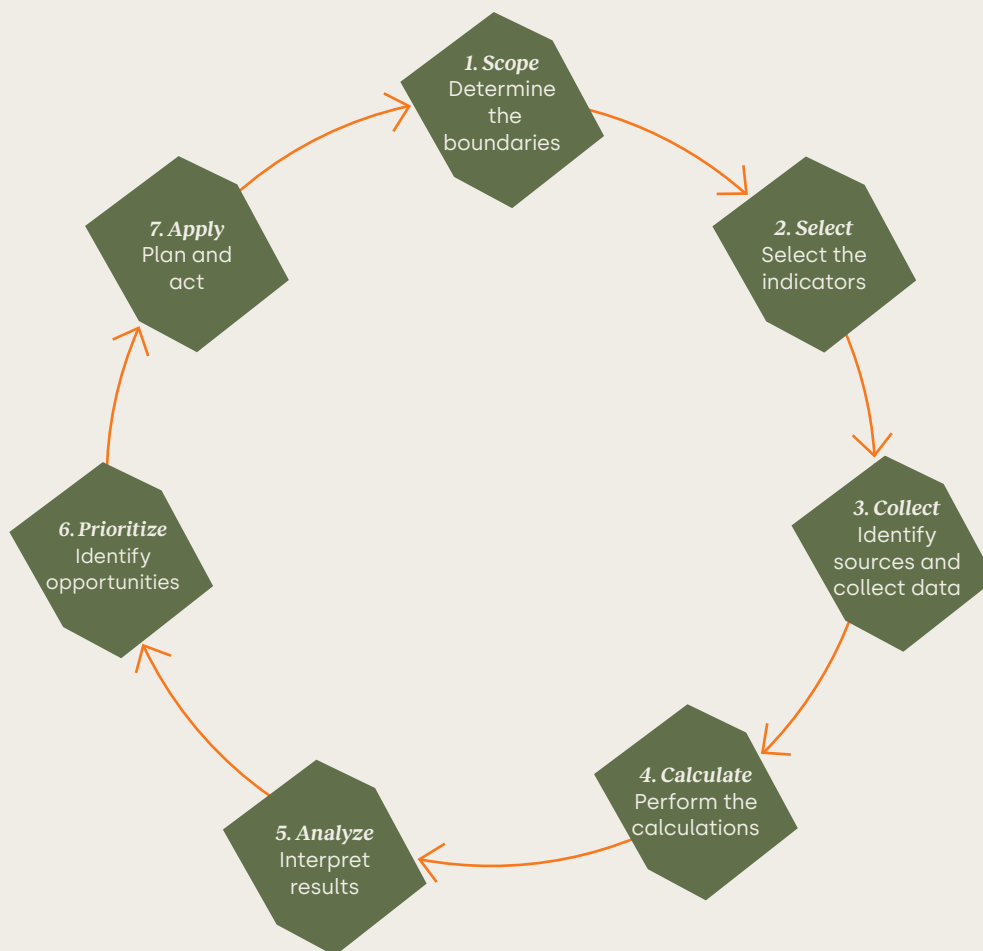 1. Scope
Determine
the
boundaries
2. Select
Select the
indicators
3. Collect
Identify
sources and
collect data
4. Calculate
Perform the
calculations
5. Analyze
Interpret
results
6. Prioritize
Identify
opportunities
7. Apply
Plan and
act